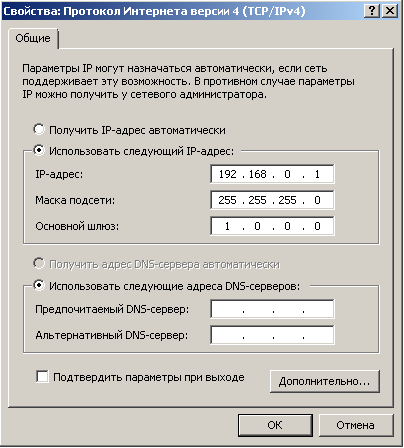 Свойства: Протокол Интернета версии 4 (TCP/IPv4)
Общие
Параметры IP могут назначаться автоматически, если сеть
поддерживает эту возможность. В противном случае параметры
IP можно получить у сетевого администратора.
Получить IP-адрес автоматически
Использовать следующий IP-адрес:
IP-адрес: 192 . 168 . 0 . 1
Маска подсети: 255 . 255 . 255 . 0
Основной шлюз: 1 . 0 . 0 . 0
Получить адрес DNS-сервера автоматически
Использовать следующие адреса DNS-серверов:
Предпочитаемый DNS-сервер: . . .
Альтернативный DNS-сервер: . . .
Подтвердить параметры при выходе
Дополнительно...
ОК Отмена